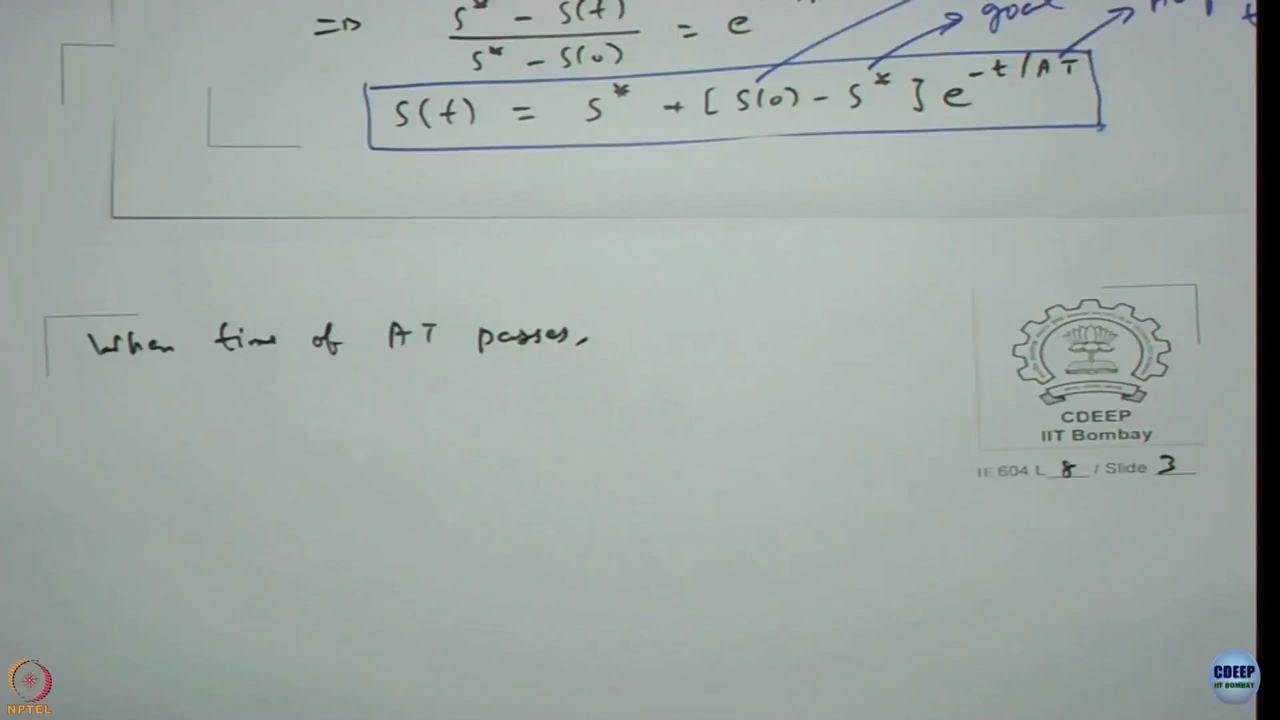 => S* - S(t) / S* - S(0) = e
goal
S(t) = S* + [S(0) - S*] e^-t/AT
When time of AT passes,
CDEEP
IIT Bombay
IE 604 L 8 / Slide 3
NPTEL
CDEEP
IIT BOMBAY